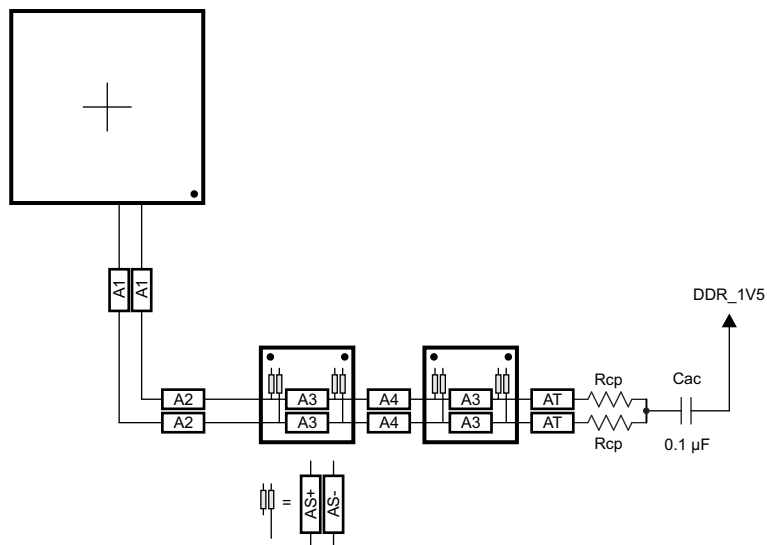 A1 A1
DDR_1V5
Rcp Cac
A2 A3 A4 A3 AT
A2 A3 A4 A3 AT
Rcp 0.1 µF
= AS+ AS-